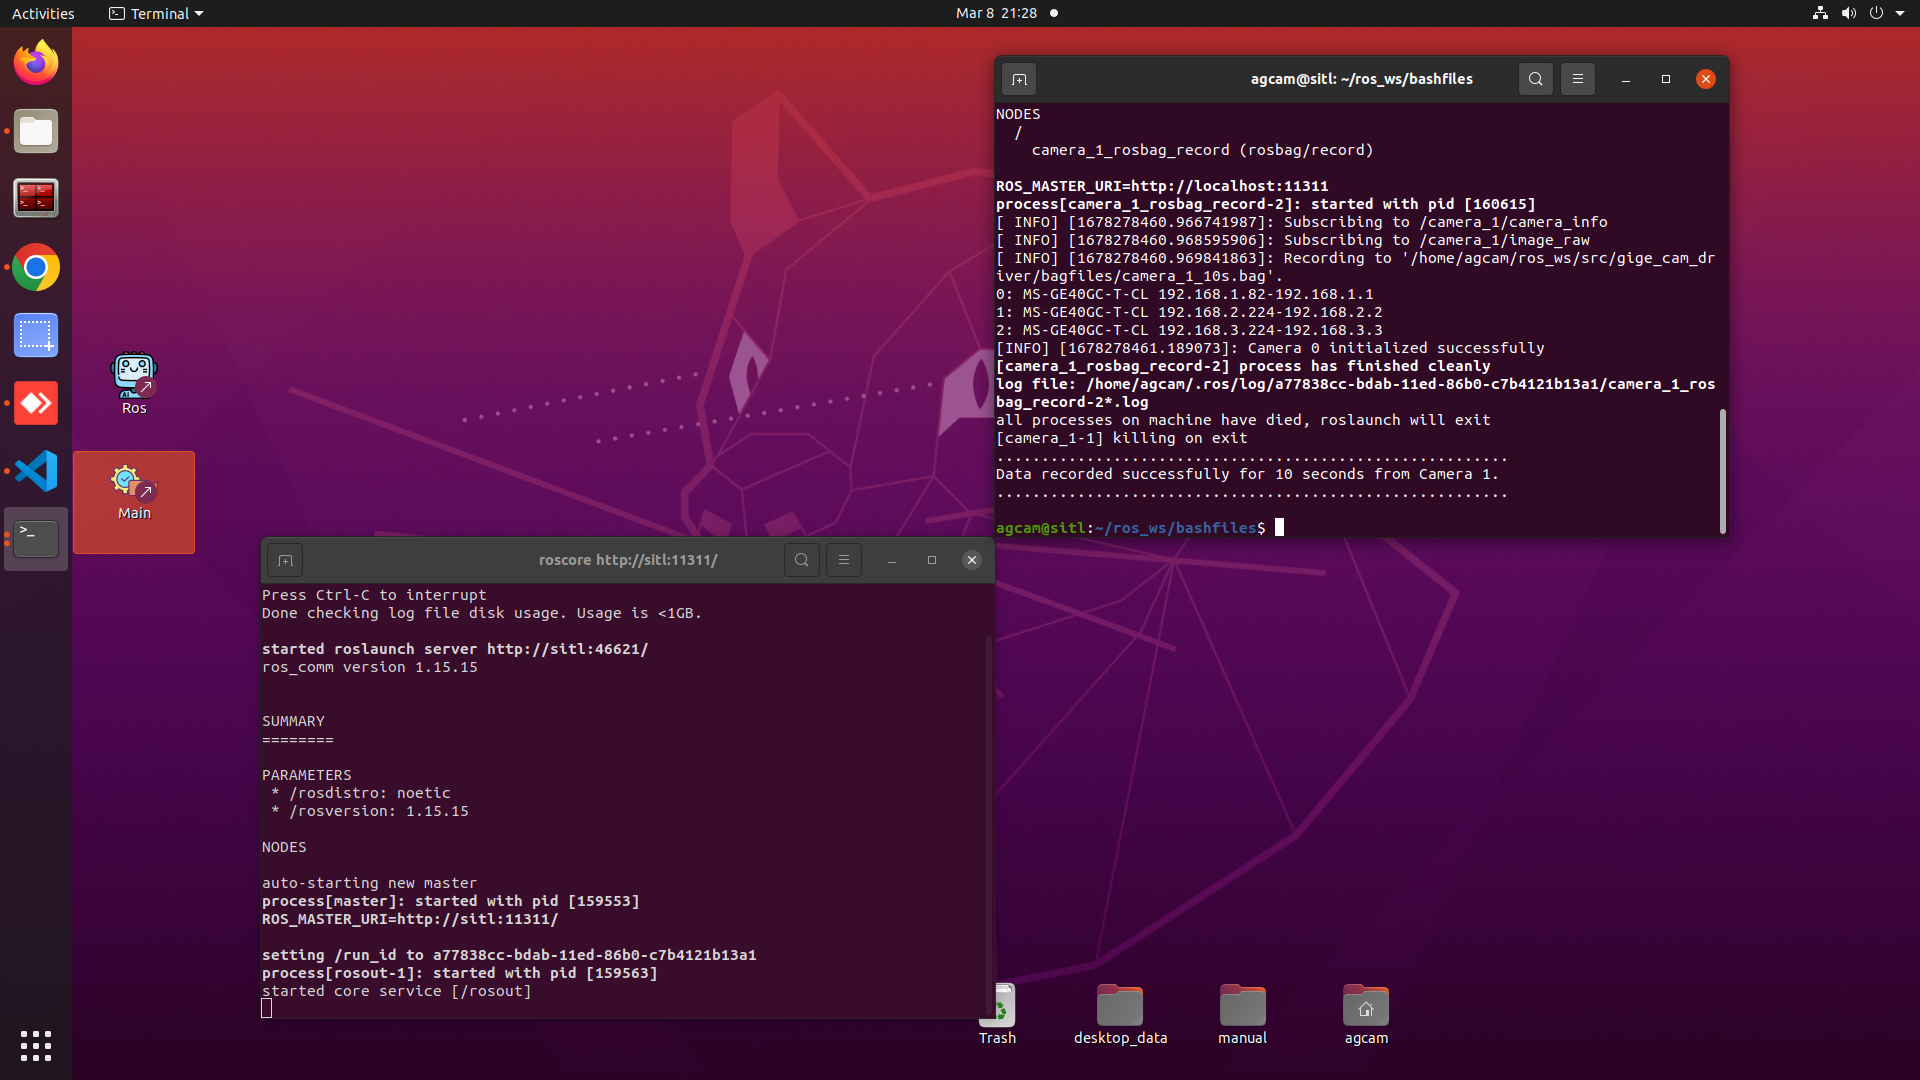 Activities
Terminal
Mar 8 21:28
agcam@sitl: ~/ros_ws/bashfiles
NODES
/
camera_1_rosbag_record (rosbag/record)
ROS_MASTER_URI=http://localhost:11311
process[camera_1_rosbag_record-2]: started with pid [160615]
[ INFO] [1678278460.966741987]: Subscribing to /camera_1/camera_info
[ INFO] [1678278460.968595906]: Subscribing to /camera_1/image_raw
[ INFO] [1678278460.969841863]: Recording to '/home/agcam/ros_ws/src/gige_cam_dr
iver/bagfiles/camera_1_10s.bag'.
0: MS-GE40GC-T-CL 192.168.1.82-192.168.1.1
1: MS-GE40GC-T-CL 192.168.2.224-192.168.2.2
2: MS-GE40GC-T-CL 192.168.3.224-192.168.3.3
[INFO] [1678278461.189073]: Camera 0 initialized successfully
[camera_1_rosbag_record-2] process has finished cleanly
log file: /home/agcam/.ros/log/a77838cc-bdab-11ed-86b0-c7b4121b13a1/camera_1_ros
bag_record-2*.log
all processes on machine have died, roslaunch will exit
[camera_1-1] killing on exit
.........................................................
Data recorded successfully for 10 seconds from Camera 1.
.........................................................
agcam@sitl:~/ros_ws/bashfiles$
AI
Ros
Main
roscore http://sitl:11311/
Press Ctrl-C to interrupt
Done checking log file disk usage. Usage is <1GB.
started roslaunch server http://sitl:46621/
ros_comm version 1.15.15
SUMMARY
========
PARAMETERS
* /rosdistro: noetic
* /rosversion: 1.15.15
NODES
auto-starting new master
process[master]: started with pid [159553]
ROS_MASTER_URI=http://sitl:11311/
setting /run_id to a77838cc-bdab-11ed-86b0-c7b4121b13a1
process[rosout-1]: started with pid [159563]
started core service [/rosout]
Trash
desktop_data
manual
agcam